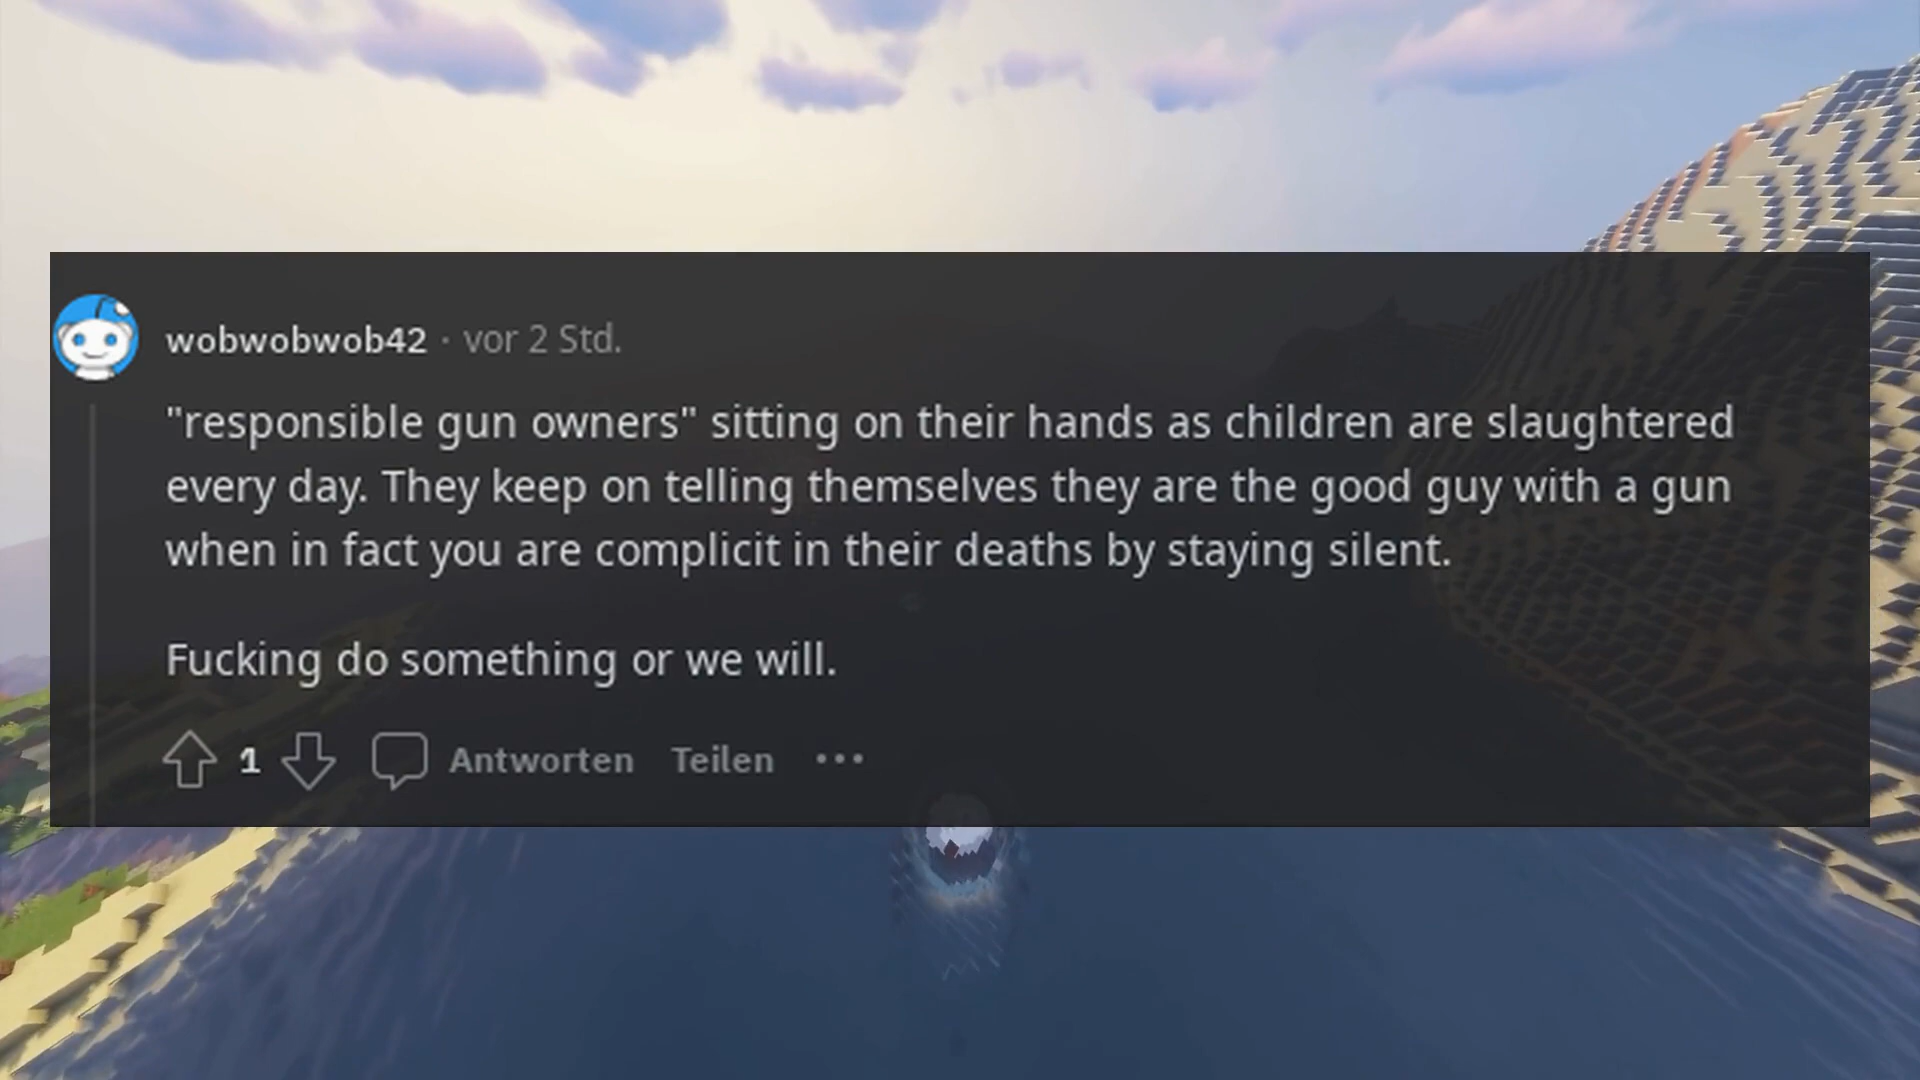 wobwobwob42 · vor 2 Std.
"responsible gun owners" sitting on their hands as children are slaughtered
every day. They keep on telling themselves they are the good guy with a gun
when in fact you are complicit in their deaths by staying silent.
Fucking do something or we will.
1 Antworten Teilen •••